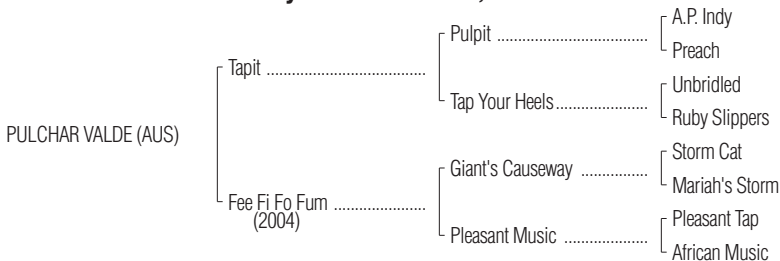 A.P. Indy
Pulpit ....................................
Preach
Tapit ......................................
Unbridled
Tap Your Heels......................
Ruby Slippers
PULCHAR VALDE (AUS)
Storm Cat
Giant's Causeway ................
Mariah's Storm
Fee Fi Fo Fum ......................
(2004)
Pleasant Tap
Pleasant Music ....................
African Music